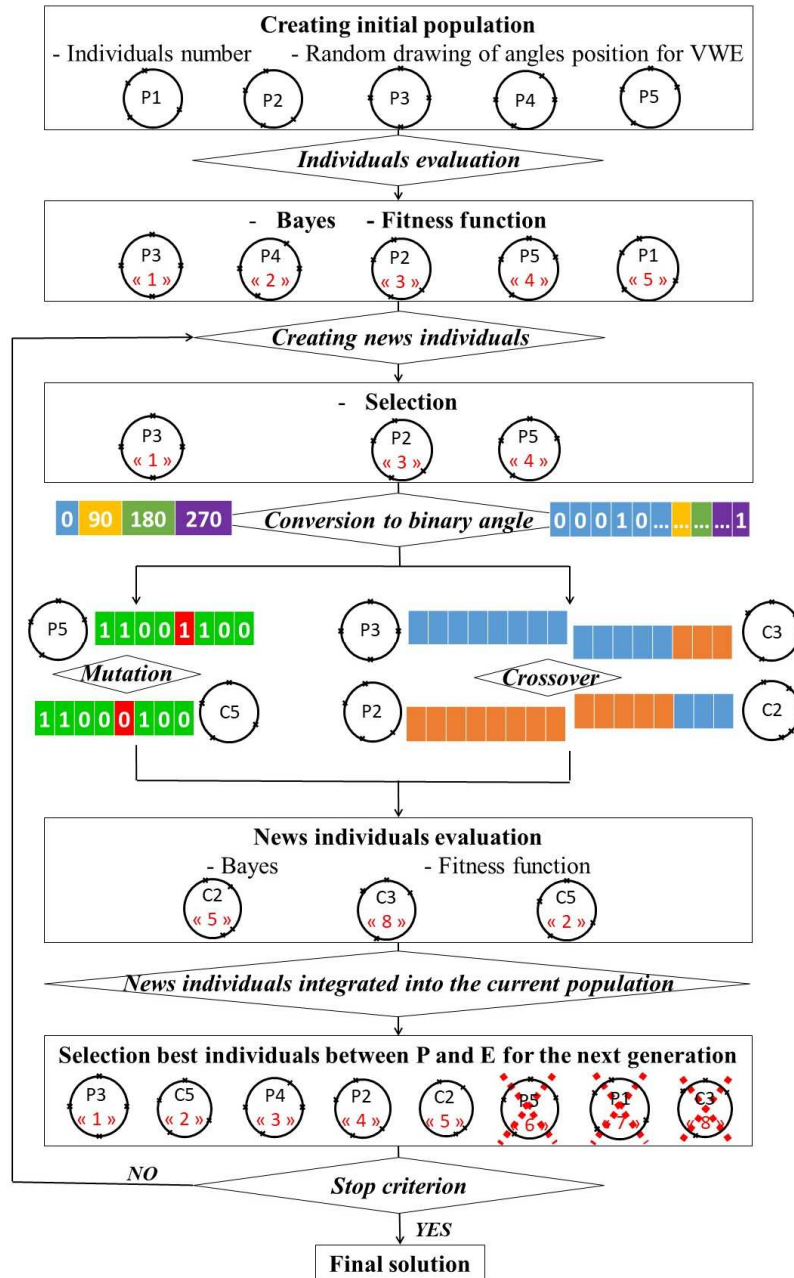 Creating initial population
- Individuals number - Random drawing of angles position for VWE
P1 P2 P3 P4 P5
Individuals evaluation
- Bayes - Fitness function
P3 P4 P2 P5 P1
« 1 » « 2 » « 3 » « 4 » « 5 »
Creating news individuals
- Selection
P3 P2 P5
« 1 » « 3 » « 4 »
0 90 180 270 Conversion to binary angle 0 0 0 1 0 ... ... ... ... 1
P5 1 1 0 0 1 1 0 0 P3 C3
Mutation Crossover
1 1 0 0 0 1 0 0 C5 P2 C2
News individuals evaluation
- Bayes - Fitness function
C2 C3 C5
« 5 » « 8 » « 2 »
News individuals integrated into the current population
Selection best individuals between P and E for the next generation
P3 C5 P4 P2 C2 P5 P1 C3
« 1 » « 2 » « 3 » « 4 » « 5 » « 6 » « 7 » « 8 »
NO
Stop criterion
YES
Final solution